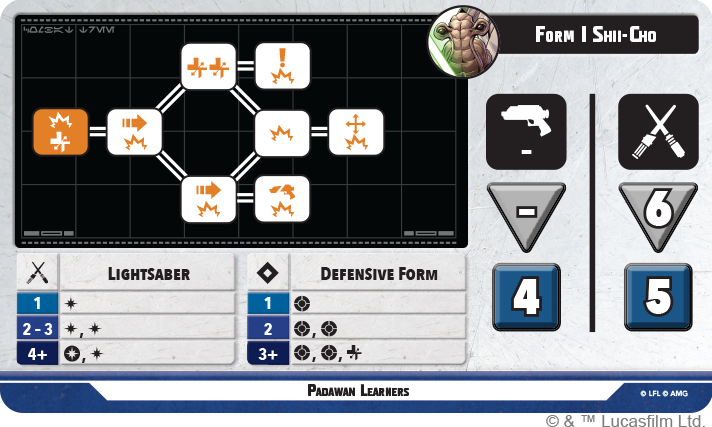 FORM I SHII-CHO
-
- 6
4 5
LIGHTSABER
1
2 - 3 ,
4+ ,
DEFENSIVE FORM
1
2 ,
3+ , ,
PADAWAN LEARNERS
© LFL © AMG
© & ™ Lucasfilm Ltd.